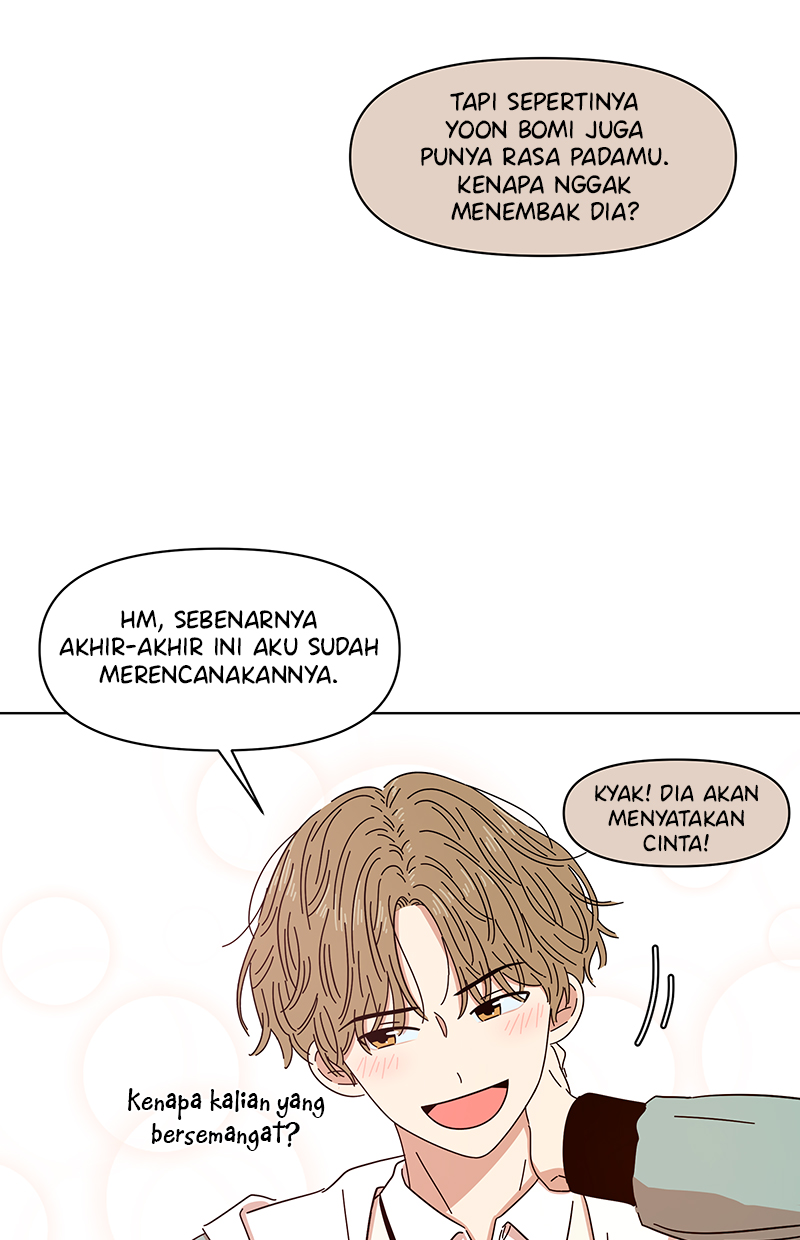 TAPI SEPERTINYA
YOON BOMI JUGA
PUNYA RASA PADAMU.
KENAPA NGGAK
MENEMBAK DIA?
HM, SEBENARNYA
AKHIR-AKHIR INI AKU SUDAH
MERENCANAKANNYA.
KYAK! DIA AKAN
MENYATAKAN
CINTA!
Kenapa kalian yang
bersemangat?